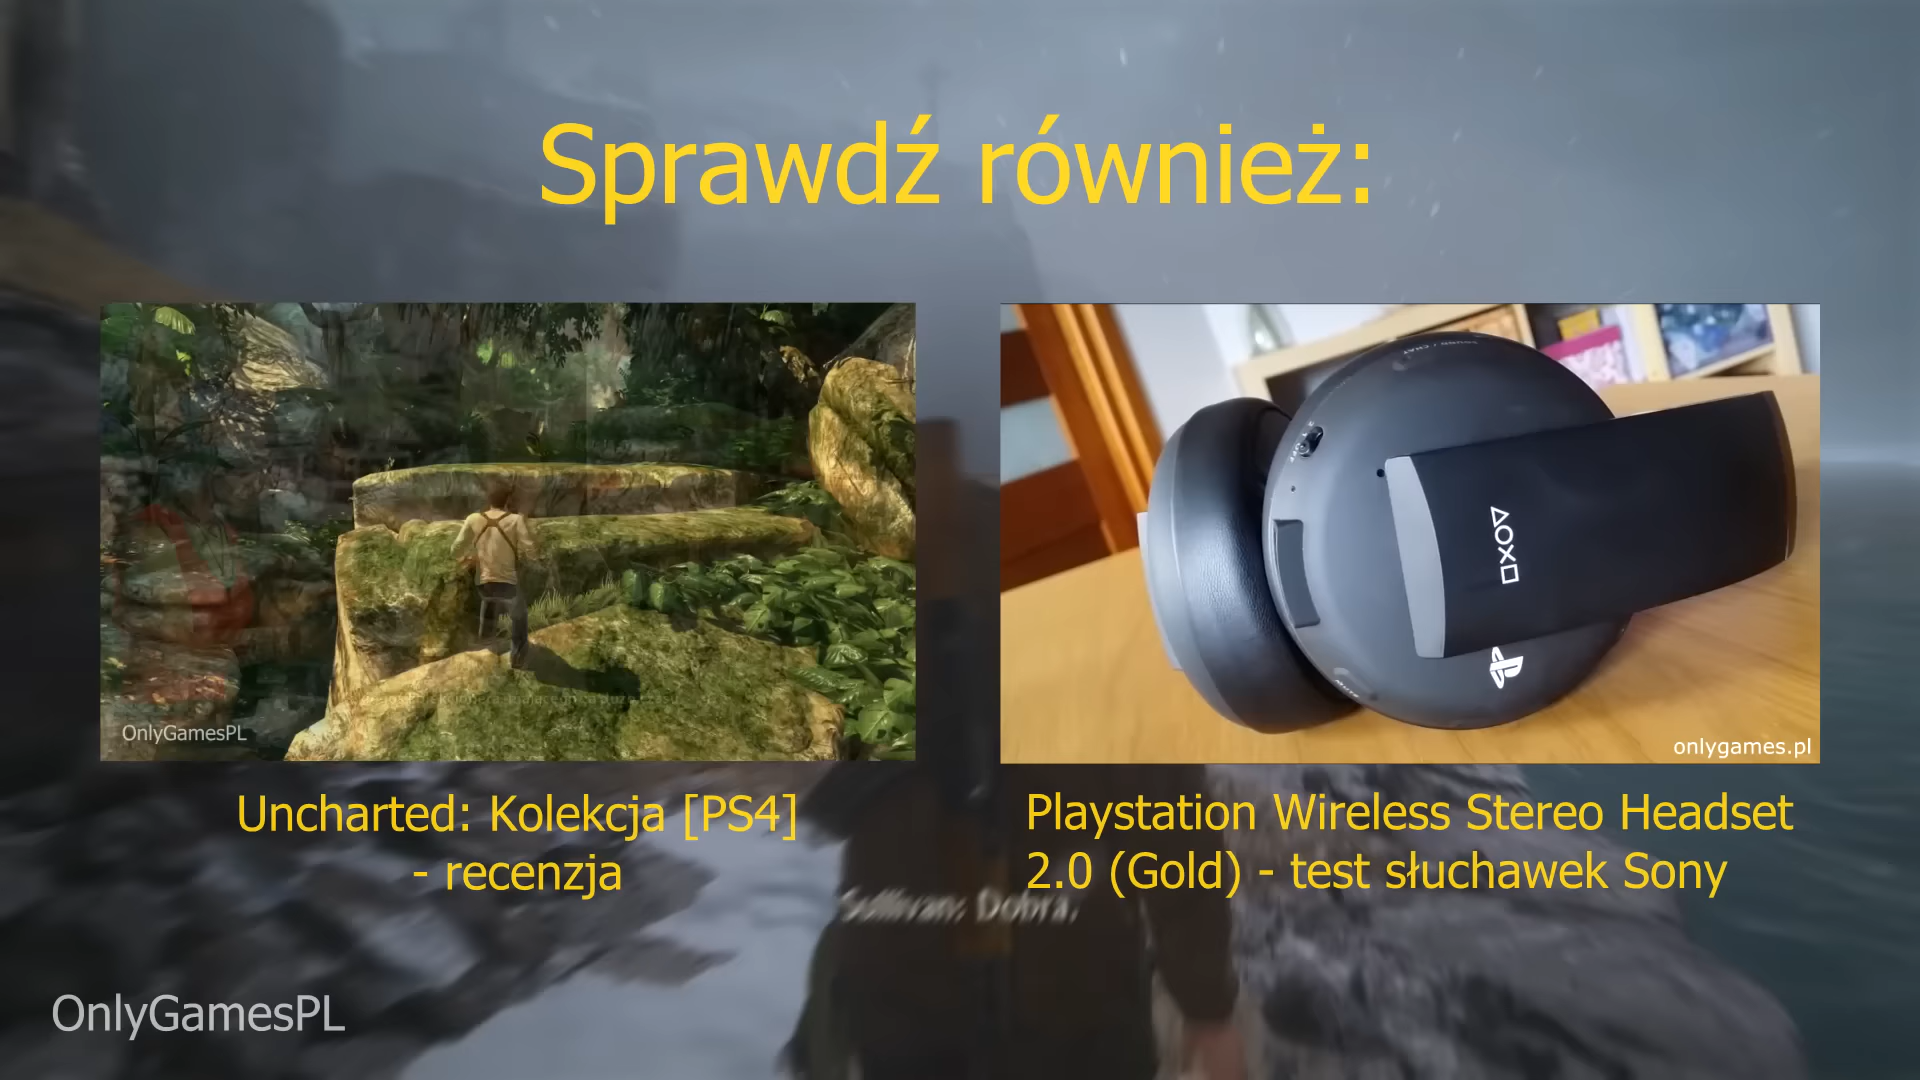 Sprawdź również:
OnlyGamesPL
onlygames.pl
Uncharted: Kolekcja [PS4]
- recenzja
Playstation Wireless Stereo Headset
2.0 (Gold) - test słuchawek Sony
Sullivan: Dobra,
OnlyGamesPL